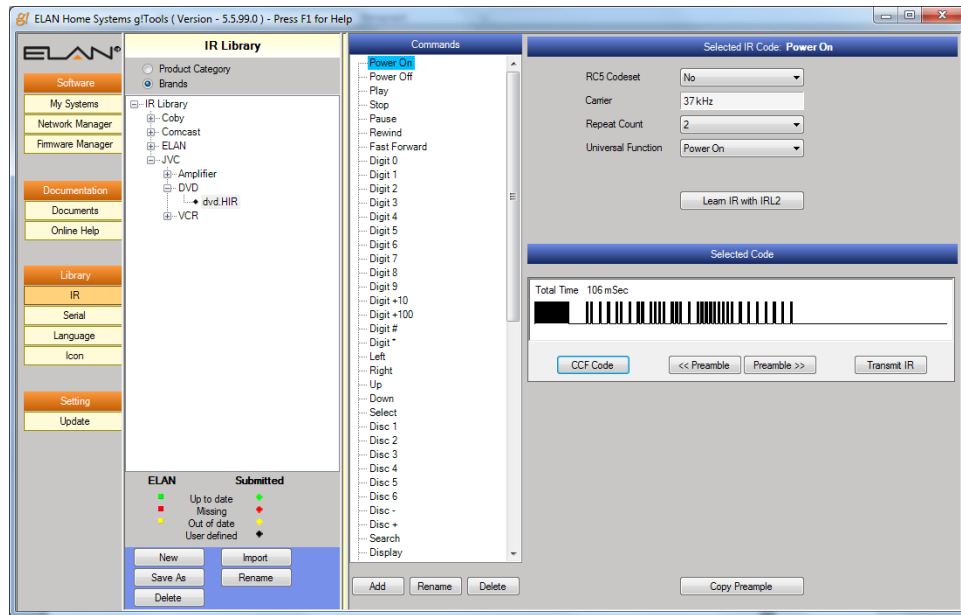 ELAN Home Systems g!Tools ( Version - 5.5.99.0 ) - Press F1 for Help
ELAN®
Software
My Systems
Network Manager
Firmware Manager
Documentation
Documents
Online Help
Library
IR
Serial
Language
Icon
Setting
Update
IR Library
Product Category
Brands
IR Library
Coby
Comcast
ELAN
JVC
Amplifier
DVD
dvd.HIR
VCR
ELAN Submitted
Up to date
Missing
Out of date
User defined
New Import
Save As Rename
Delete
Commands
Power On
Power Off
Play
Stop
Pause
Rewind
Fast Forward
Digit 0
Digit 1
Digit 2
Digit 3
Digit 4
Digit 5
Digit 6
Digit 7
Digit 8
Digit 9
Digit +10
Digit +100
Digit #
Digit *
Left
Right
Up
Down
Select
Disc 1
Disc 2
Disc 3
Disc 4
Disc 5
Disc 6
Disc -
Disc +
Search
Display
Add Rename Delete
Selected IR Code: Power On
RC5 Codeset No
Carrier 37 kHz
Repeat Count 2
Universal Function Power On
Learn IR with IRL2
Selected Code
Total Time 106 mSec
CCF Code << Preamble Preamble >> Transmit IR
Copy Preample